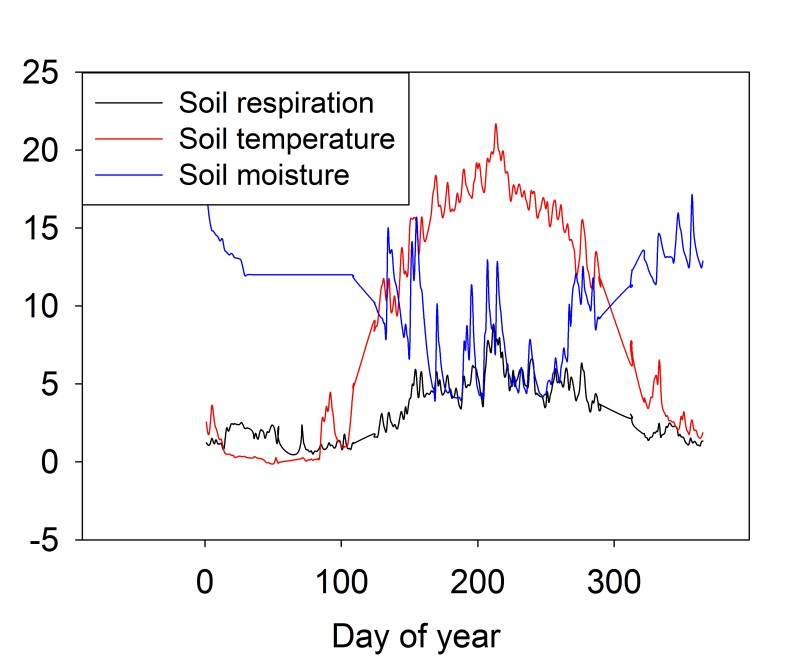 25
20
15
10
5
0
-5
Soil respiration
Soil temperature
Soil moisture
0 100 200 300
Day of year